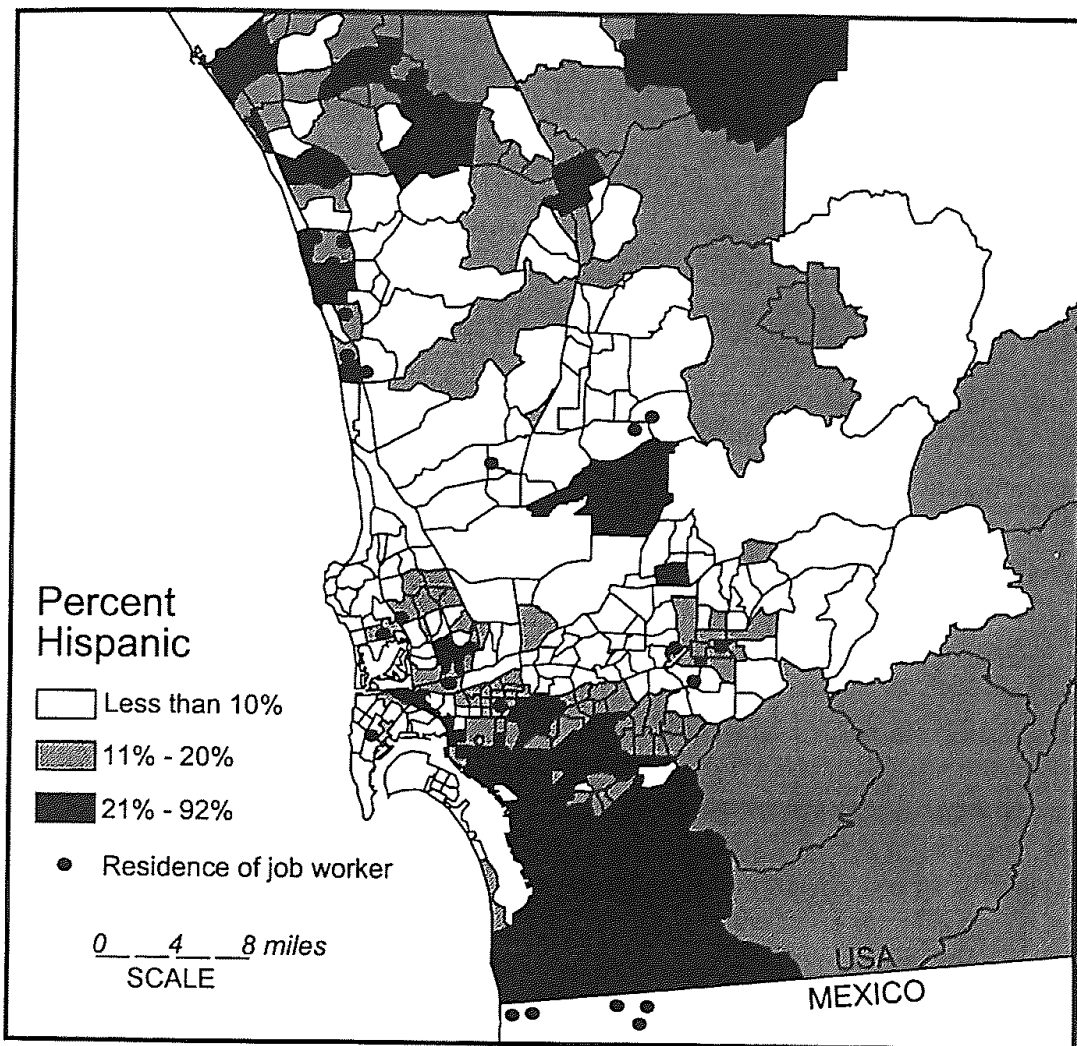 Percent
Hispanic
Less than 10%
11% - 20%
21% - 92%
Residence of job worker
0 4 8 miles
SCALE
USA
MEXICO